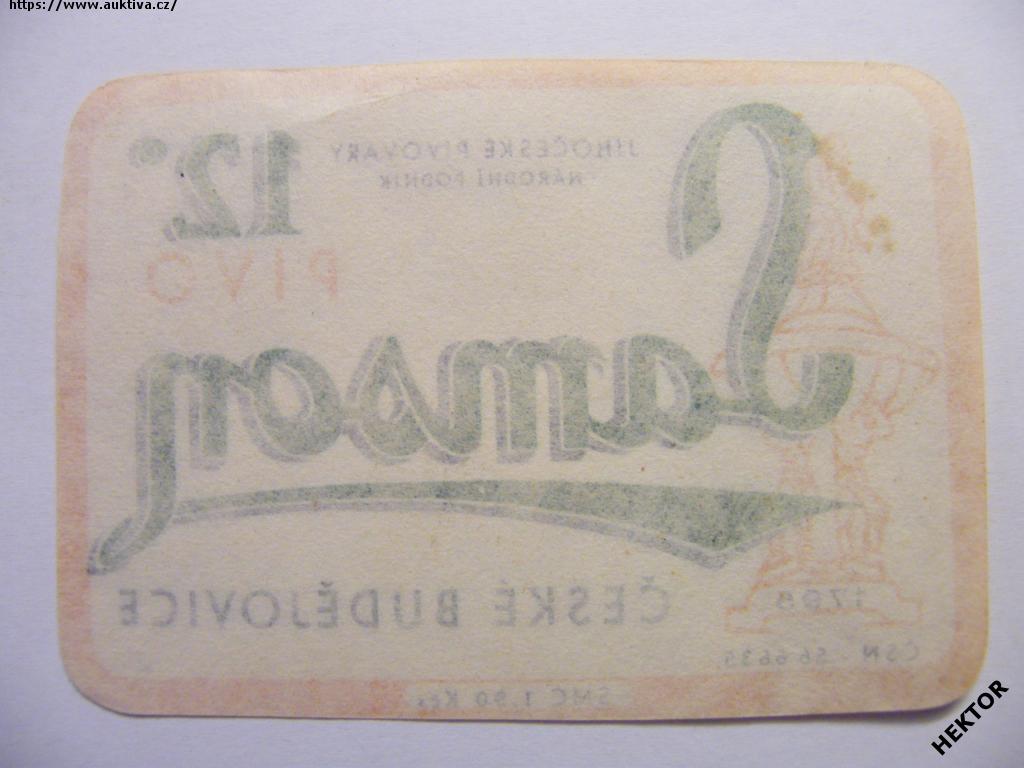 https://www.auktiva.cz/
JIHOČESKÉ PIVOVARY
NÁRODNÍ PODNIK
12°
PIVO
Samson
ČESKÉ BUDĚJOVICE
1795
ČSN 56 6635
SMC 1,90 Kčs
HEKTOR